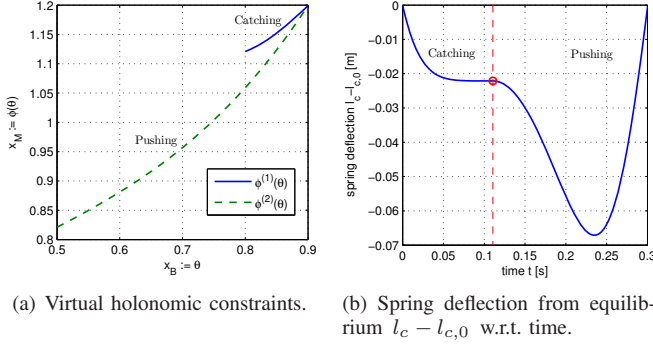 1.2
1.15
1.1
1.05
1
0.95
0.9
0.85
0.8
x_M := ϕ(θ)
Catching
Pushing
ϕ^(1)(θ)
ϕ^(2)(θ)
0.5 0.6 0.7 0.8 0.9
x_B := θ
(a) Virtual holonomic constraints.
0
−0.01
−0.02
−0.03
−0.04
−0.05
−0.06
−0.07
spring deflection l_c−l_c,0 [m]
Catching
Pushing
0 0.05 0.1 0.15 0.2 0.25 0.3
time t [s]
(b) Spring deflection from equilib-
rium l_c − l_c,0 w.r.t. time.